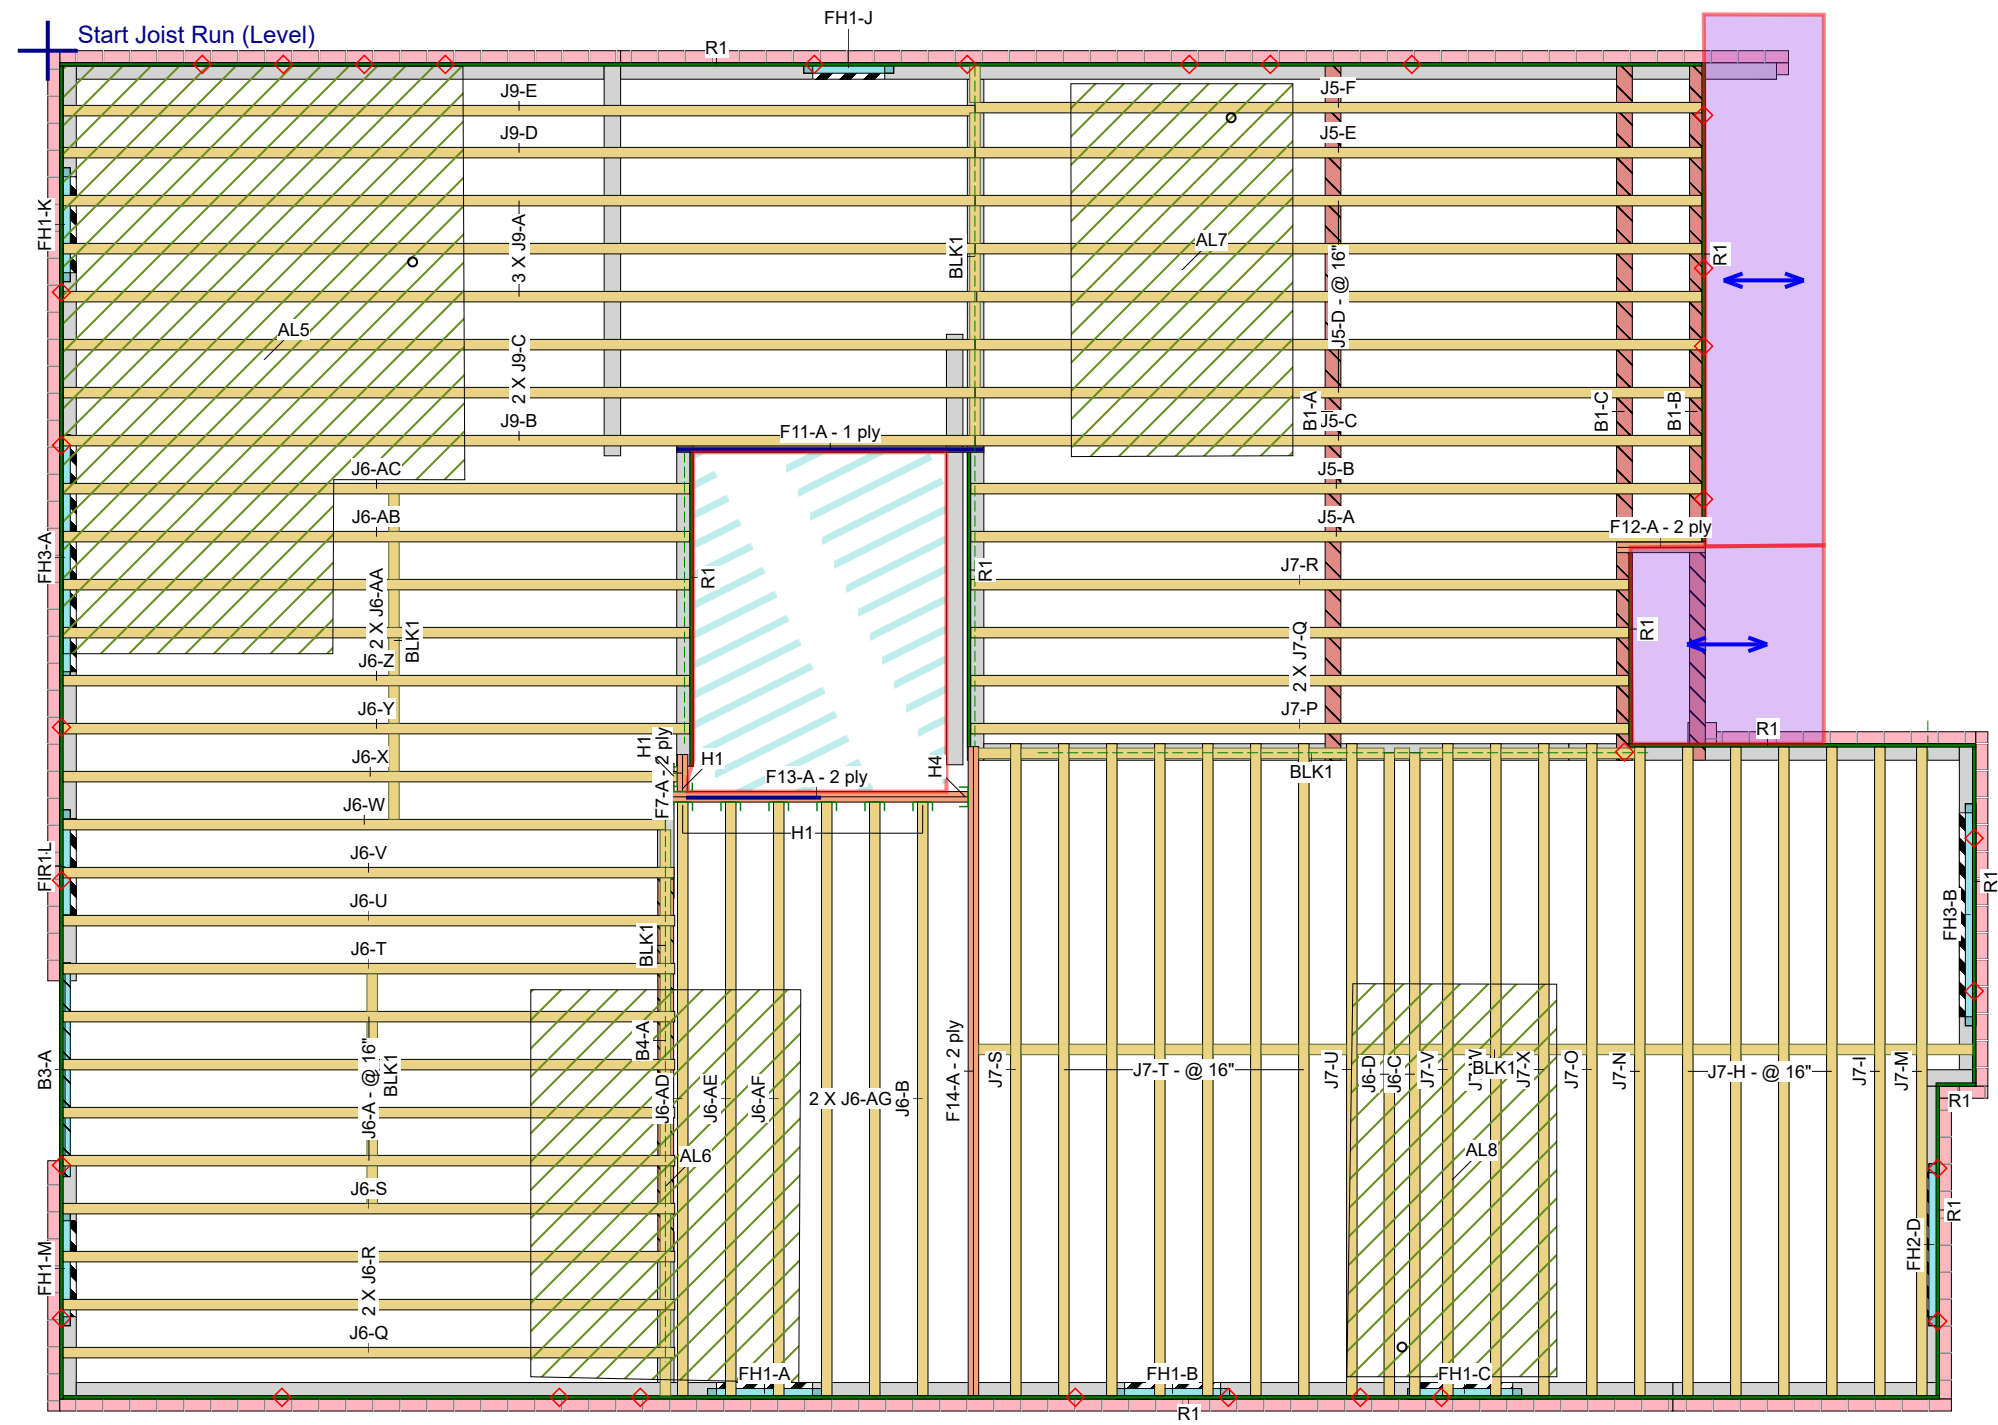 Start Joist Run (Level)
FH1-J
R1
J9-E
J5-F
J9-D
J5-E
FH1-K
3 X J9-A
BLK1
AL7
J5-D - @ 16"
R1
AL5
2 X J9-C
J9-B
F11-A - 1 ply
B1-A
J5-C
B1-C
B1-B
J6-AC
J5-B
J6-AB
J5-A
F12-A - 2 ply
FH3-A
2 X J6-AA
BLK1
R1
R1
J7-R
R1
2 X J7-Q
J6-Z
J6-Y
J7-P
R1
J6-X
H1
F7-A - 2 ply
H1
F13-A - 2 ply
H4
BLK1
J6-W
H1
J6-V
J6-U
J6-T
BLK1
FH3-B
R1
B3-A
J6-A - @ 16"
BLK1
B4-A
J6-AD
J6-AE
J6-AF
2 X J6-AG
J6-B
F14-A - 2 ply
J7-S
J7-T - @ 16"
J7-U
J6-D
J6-C
J7-V
BLK1
J7-X
J7-O
J7-N
J7-H - @ 16"
J7-I
J7-M
R1
AL6
AL8
J6-S
R1
FH1-M
2 X J6-R
FH2-D
J6-Q
FH1-A
FH1-B
FH1-C
R1